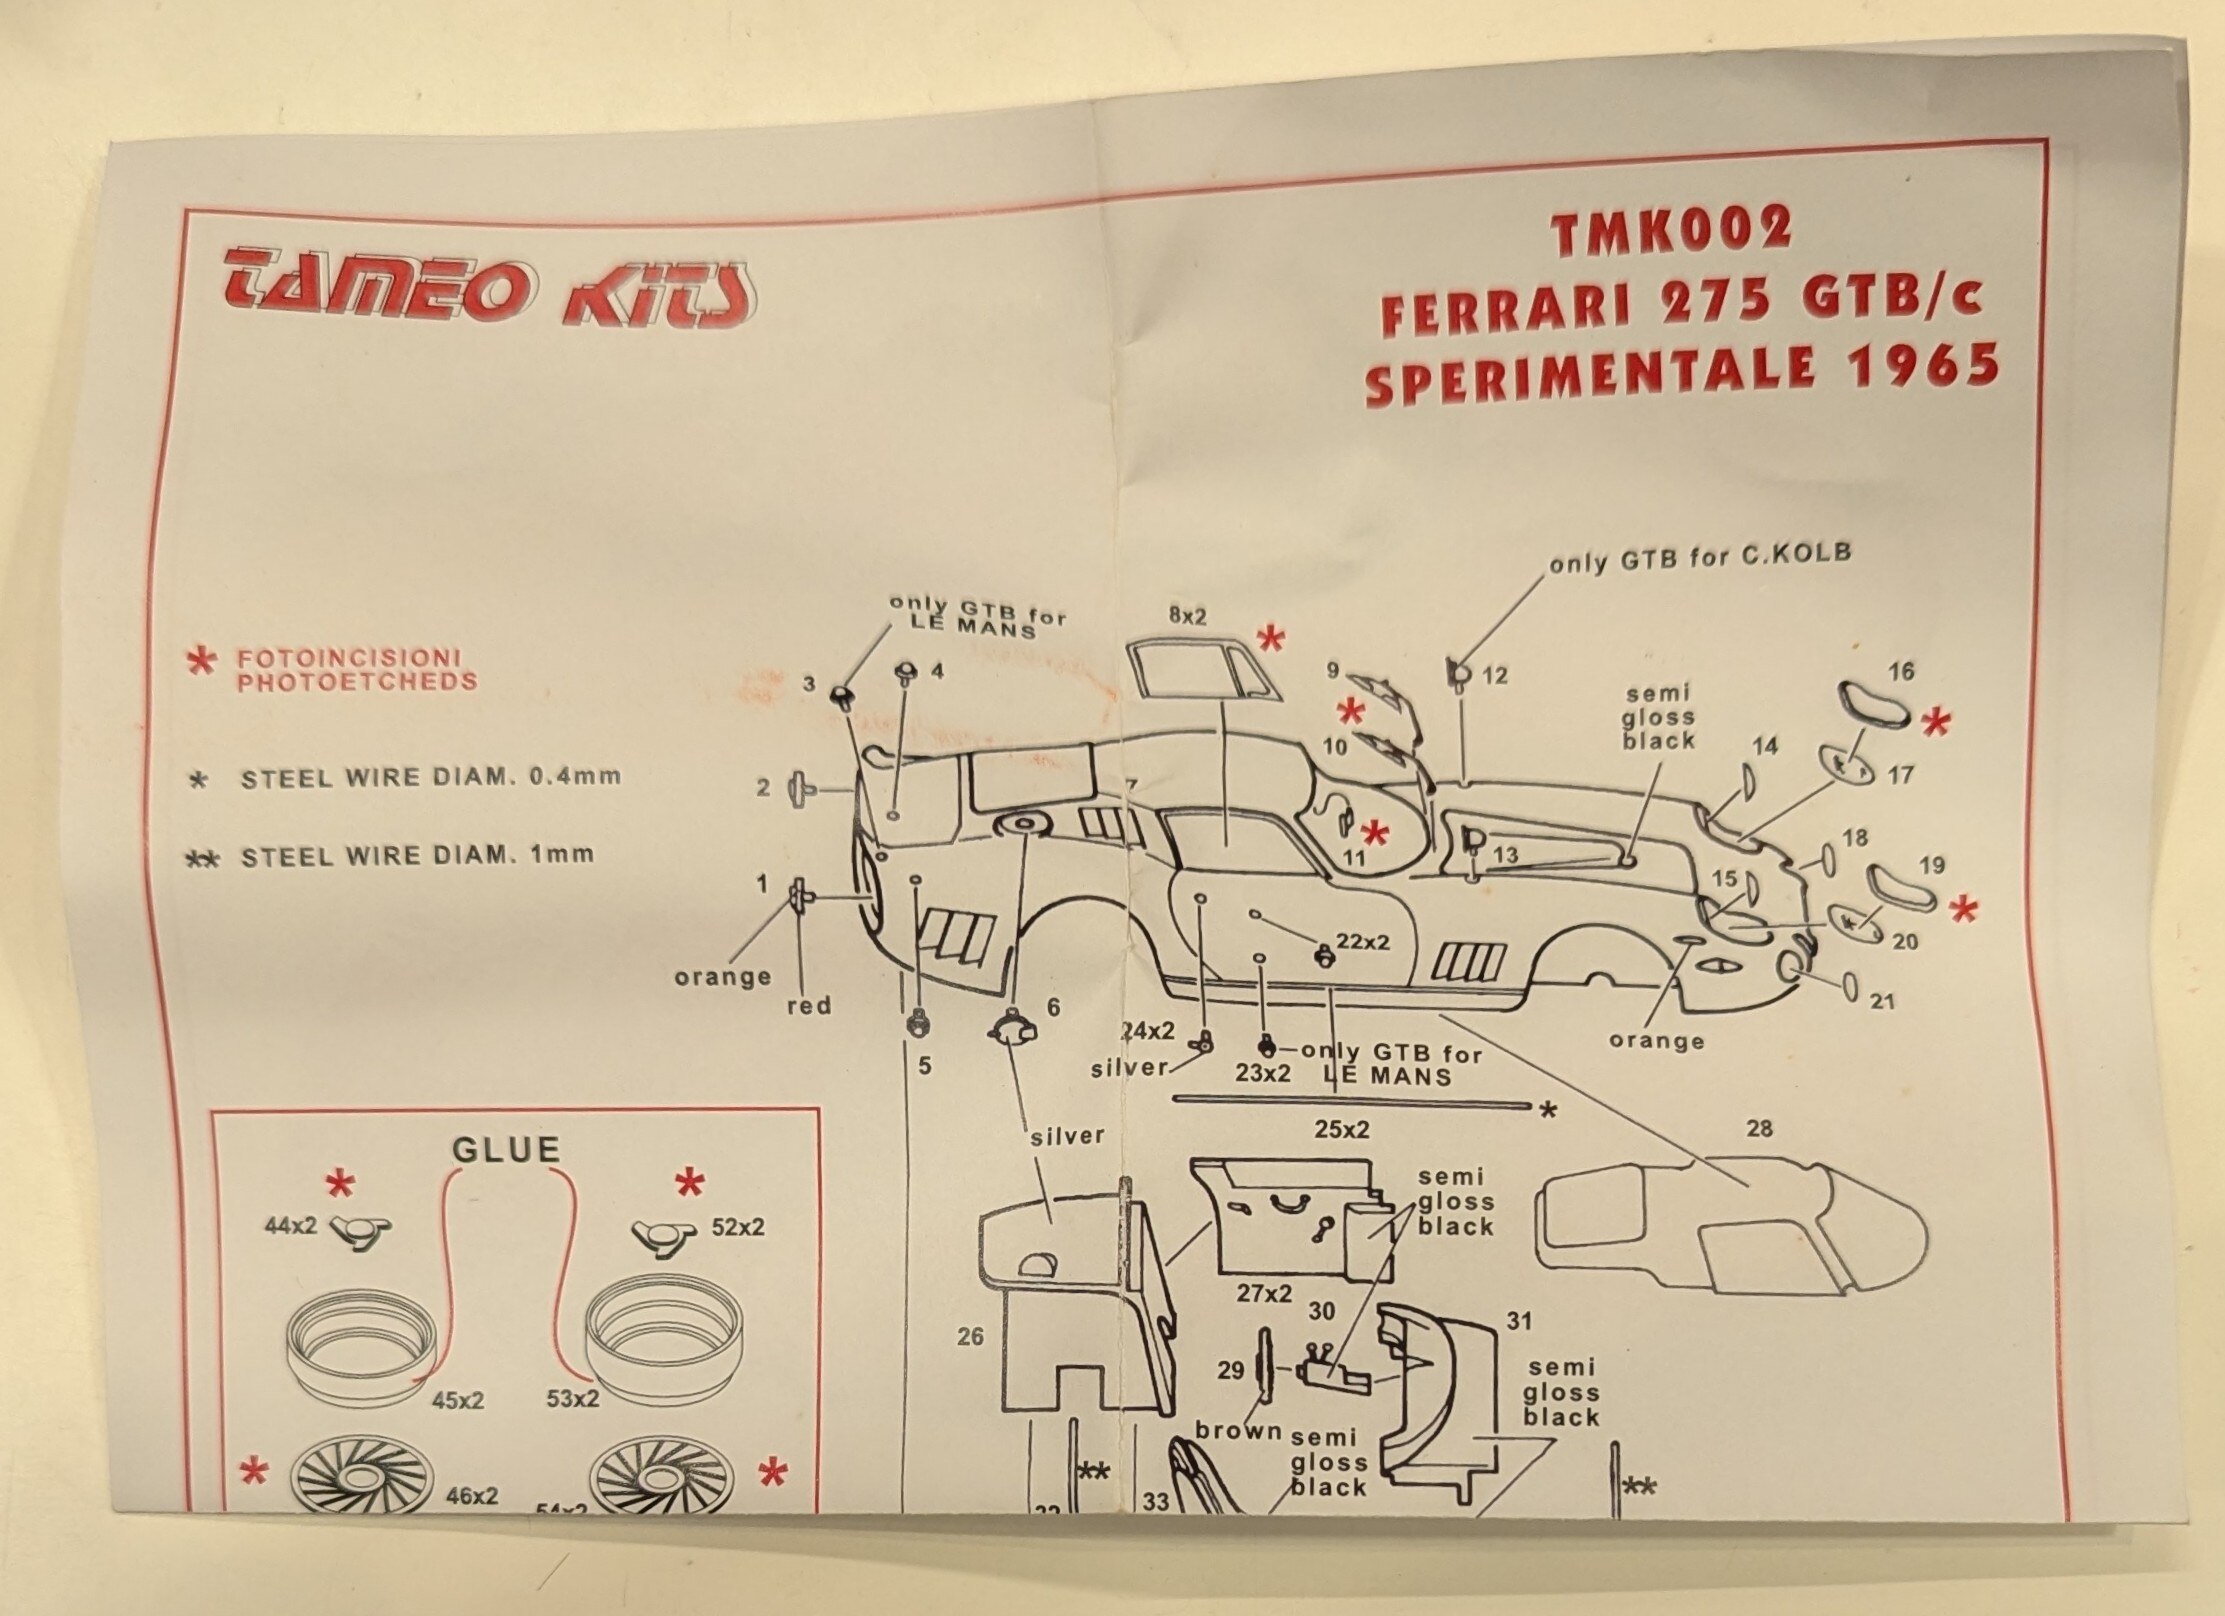 TAMEO KITS
TMK002
FERRARI 275 GTB/c
SPERIMENTALE 1965
only GTB for C.KOLB
only GTB for
LE MANS
8x2
*
* FOTOINCISIONI
PHOTOETCHEDS
* STEEL WIRE DIAM. 0.4mm
** STEEL WIRE DIAM. 1mm
3
4
9
*
10
12
semi
gloss
black
16
*
14
17
2
7
11
*
13
18
15
19
*
20
1
orange
red
22x2
21
orange
5
6
24x2
silver
23x2
only GTB for
LE MANS
25x2
*
silver
28
GLUE
*
*
44x2
52x2
45x2
53x2
*
46x2
54x2
*
26
27x2
semi
gloss
black
30
29
brown
31
semi
gloss
black
semi
gloss
black
**
33
**